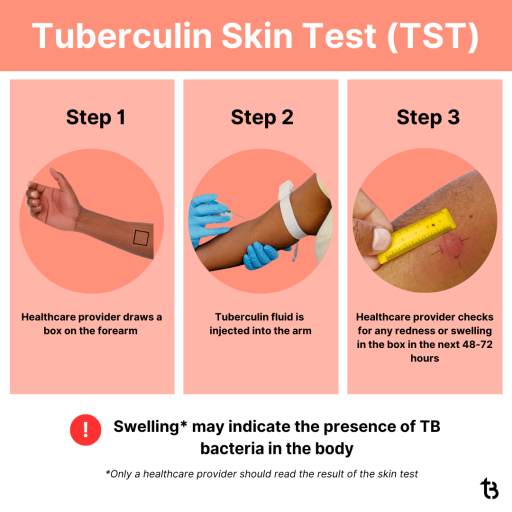 Tuberculin Skin Test (TST)
Step 1
Healthcare provider draws a
box on the forearm
Step 2
Tuberculin fluid is
injected into the arm
Step 3
Healthcare provider checks
for any redness or swelling
in the box in the next 48-72
hours
!
Swelling* may indicate the presence of TB
bacteria in the body
*Only a healthcare provider should read the result of the skin test
tB